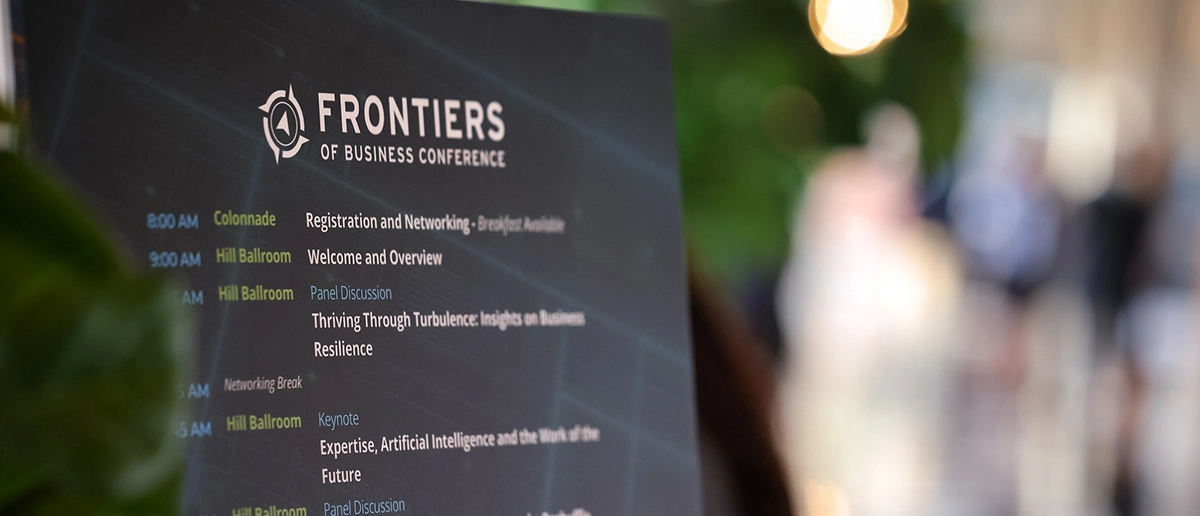 FRONTIERS
OF BUSINESS CONFERENCE
8:00 AM Colonnade Registration and Networking - Breakfast Available
9:00 AM Hill Ballroom Welcome and Overview
AM Hill Ballroom Panel Discussion
Thriving Through Turbulence: Insights on Business
Resilience
AM Networking Break
AM Hill Ballroom Keynote
Expertise, Artificial Intelligence and the Work of the
Future
Hill Ballroom Panel Discussion